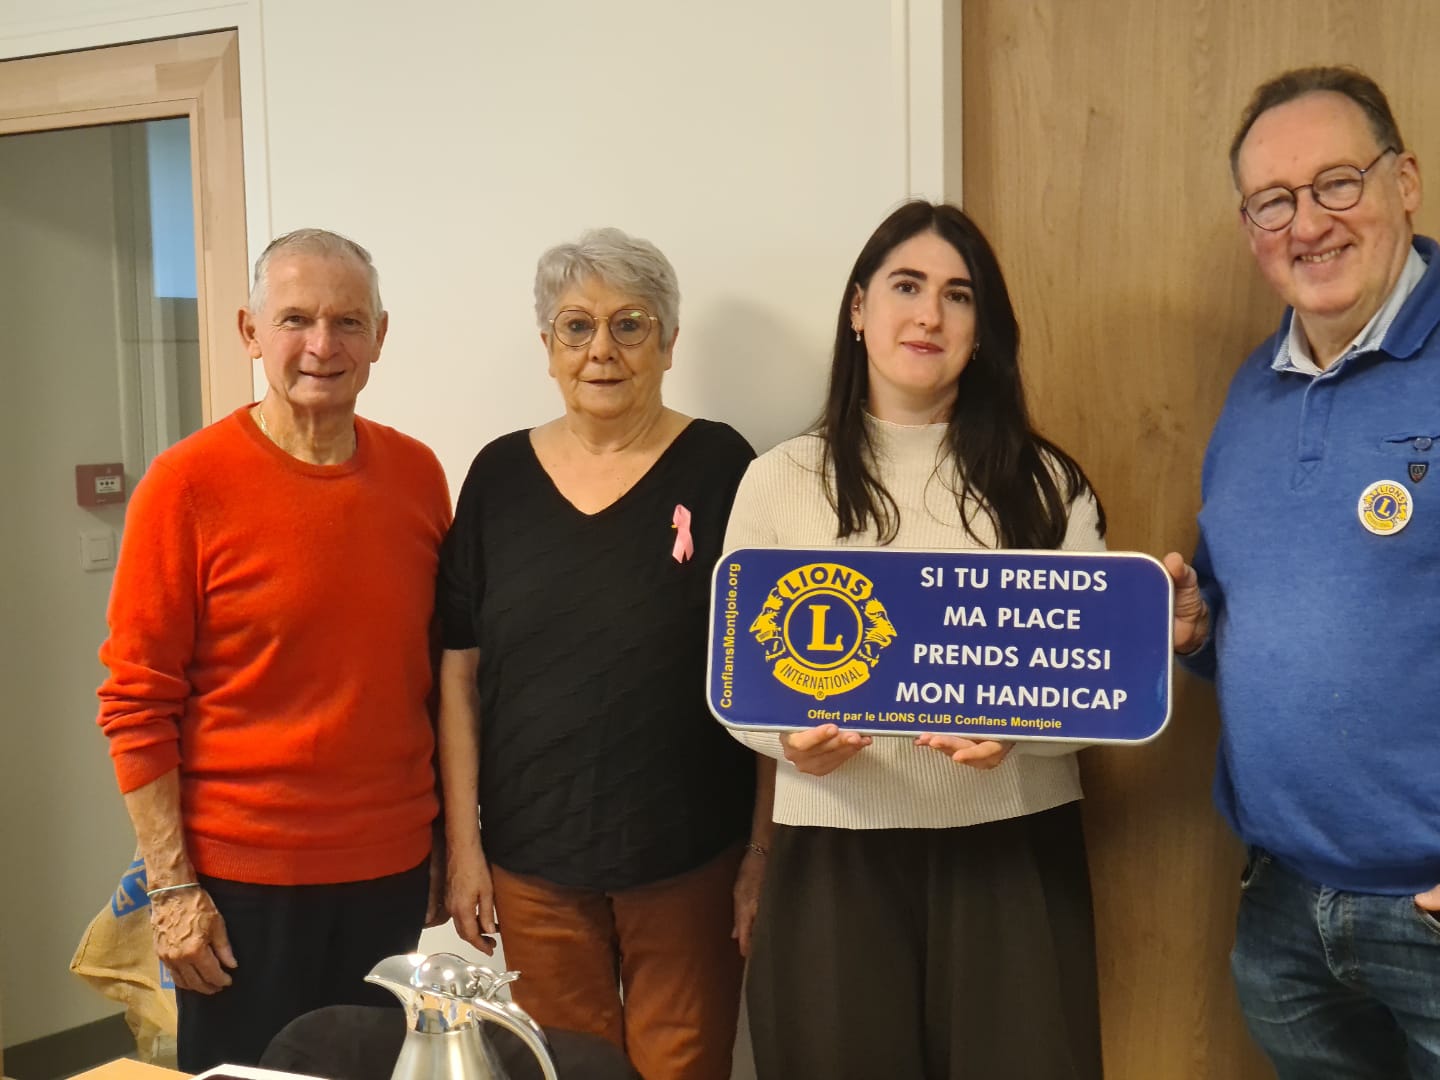 ConflansMontjoie.org
LIONS
L
INTERNATIONAL
®
SI TU PRENDS
MA PLACE
PRENDS AUSSI
MON HANDICAP
Offert par le LIONS CLUB Conflans Montjoie
LIONS
L